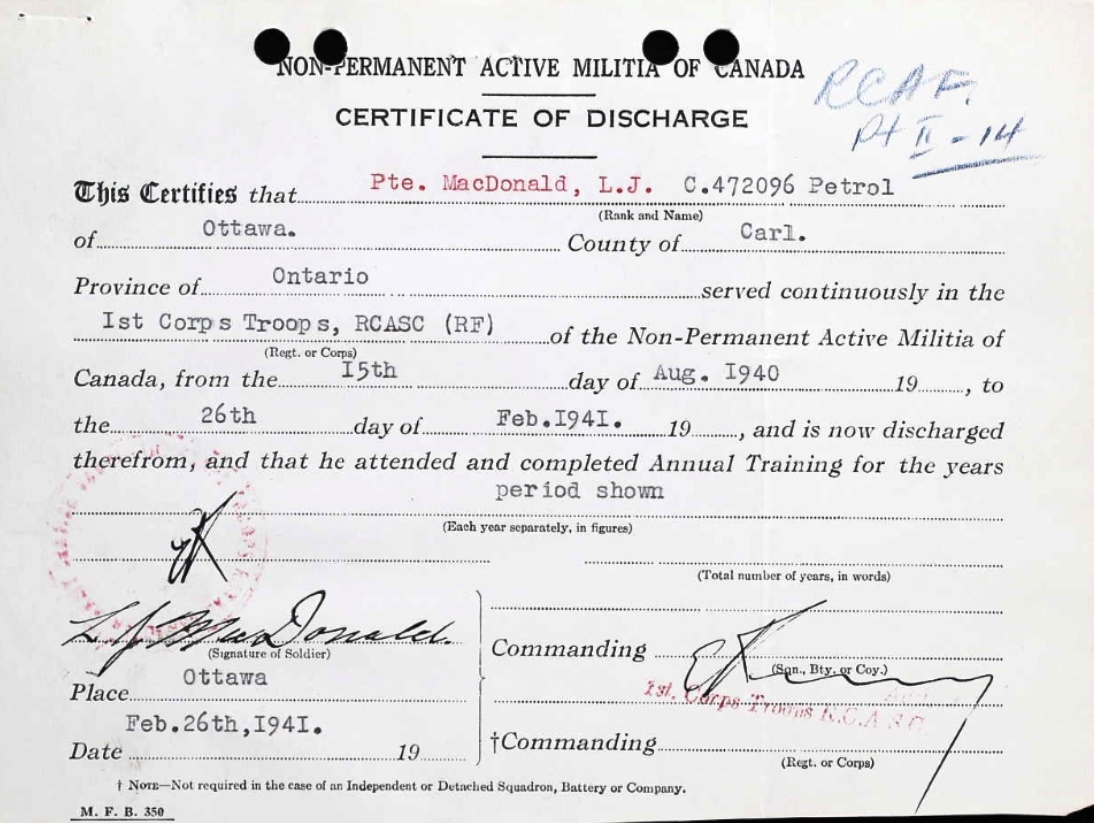 NON-PERMANENT ACTIVE MILITIA OF CANADA
RCAF.
Pt II - 14
CERTIFICATE OF DISCHARGE
This Certifies that Pte. MacDonald, L.J. C.472096 Petrol
(Rank and Name)
of Ottawa. County of Carl.
Province of Ontario served continuously in the
Ist Corps Troops, RCASC (RF) of the Non-Permanent Active Militia of
(Regt. or Corps)
Canada, from the I5th day of Aug. I940 19 , to
the 26th day of Feb.I94I. 19 , and is now discharged
therefrom, and that he attended and completed Annual Training for the years
period shown
(Each year separately, in figures)
(Total number of years, in words)
L J MacDonald.
(Signature of Soldier)
Commanding
(Sqn., Bty. or Coy.)
1st. Corps Troops R.C.A.S.C.
Place Ottawa
Date Feb.26th,I94I. 19
†Commanding
(Regt. or Corps)
† NOTE—Not required in the case of an Independent or Detached Squadron, Battery or Company.
M. F. B. 350